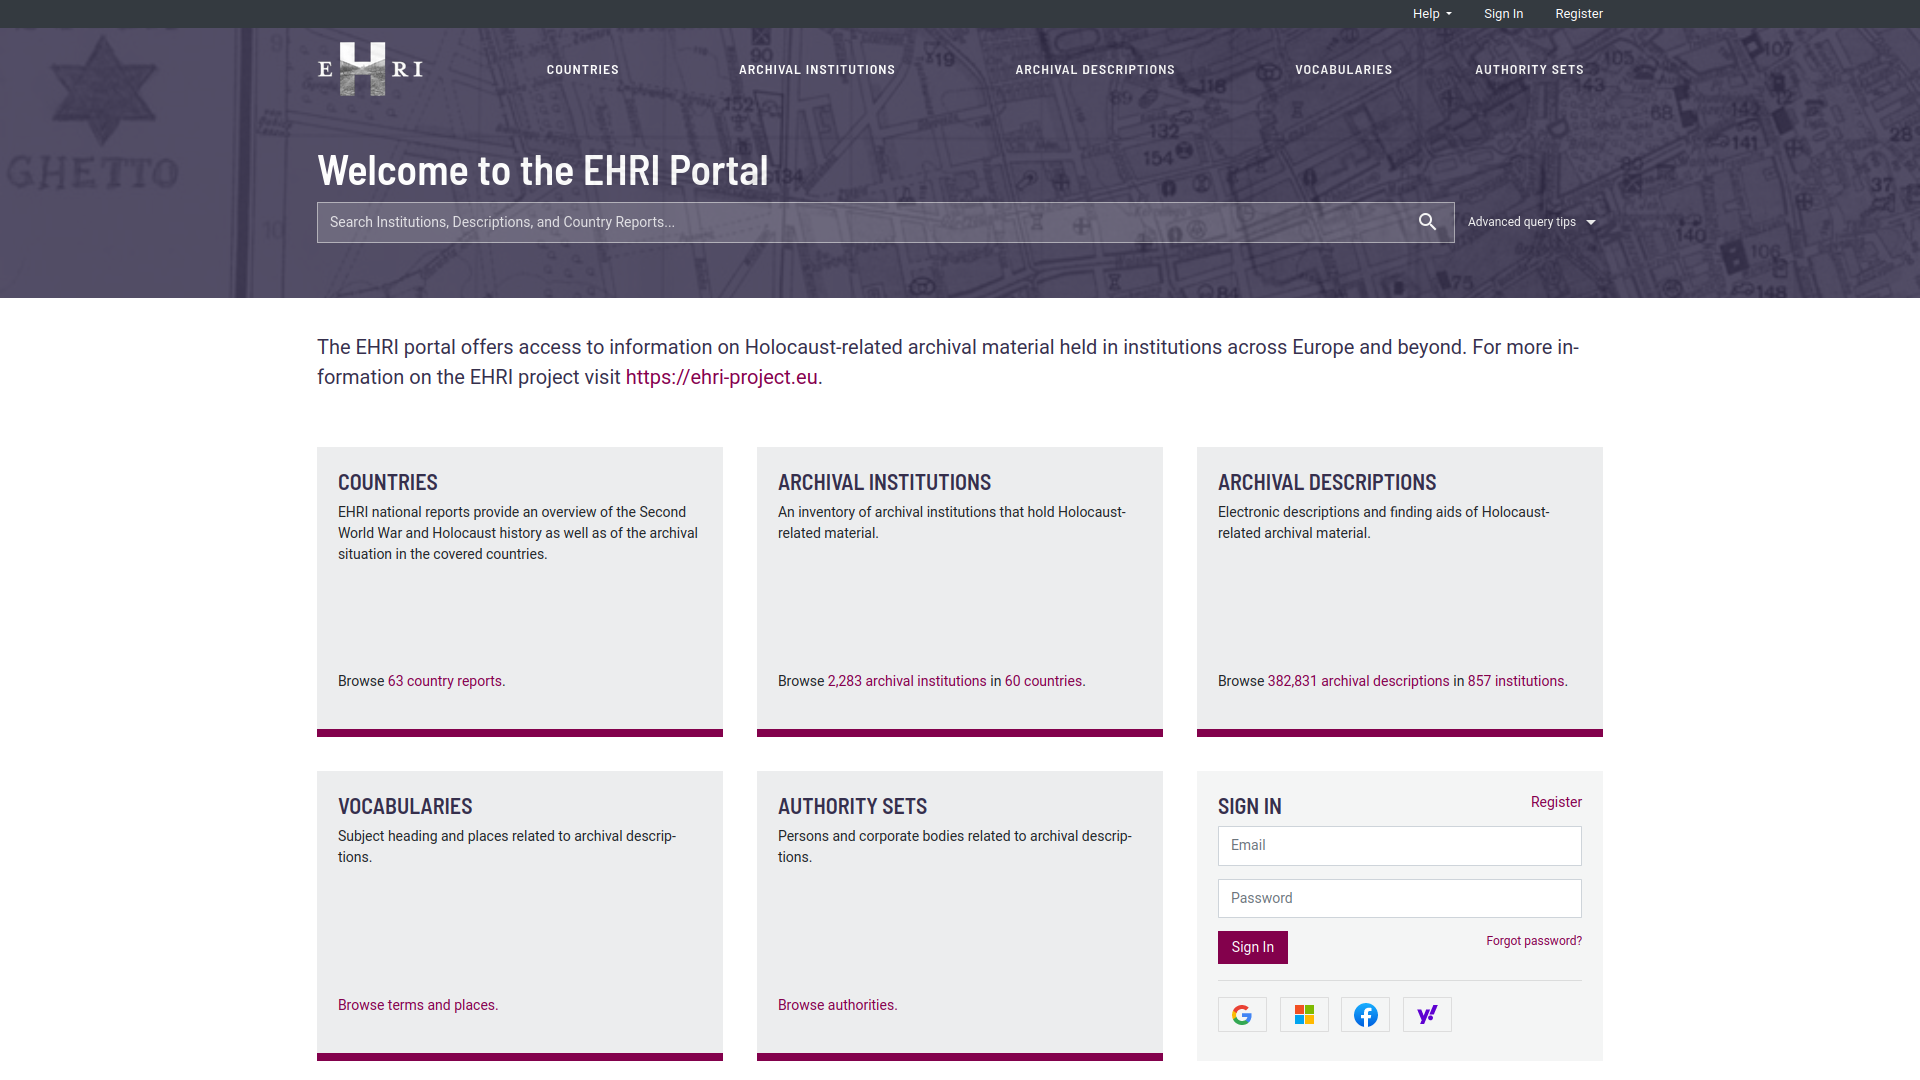 Help
Sign In
Register
E H RI
COUNTRIES
ARCHIVAL INSTITUTIONS
ARCHIVAL DESCRIPTIONS
VOCABULARIES
AUTHORITY SETS
GHETTO
Welcome to the EHRI Portal
Search Institutions, Descriptions, and Country Reports...
Advanced query tips
The EHRI portal offers access to information on Holocaust-related archival material held in institutions across Europe and beyond. For more in-
formation on the EHRI project visit https://ehri-project.eu.
COUNTRIES
EHRI national reports provide an overview of the Second
World War and Holocaust history as well as of the archival
situation in the covered countries.
Browse 63 country reports.
ARCHIVAL INSTITUTIONS
An inventory of archival institutions that hold Holocaust-
related material.
Browse 2,283 archival institutions in 60 countries.
ARCHIVAL DESCRIPTIONS
Electronic descriptions and finding aids of Holocaust-
related archival material.
Browse 382,831 archival descriptions in 857 institutions.
VOCABULARIES
Subject heading and places related to archival descrip-
tions.
Browse terms and places.
AUTHORITY SETS
Persons and corporate bodies related to archival descrip-
tions.
Browse authorities.
SIGN IN
Register
Email
Password
Sign In
Forgot password?